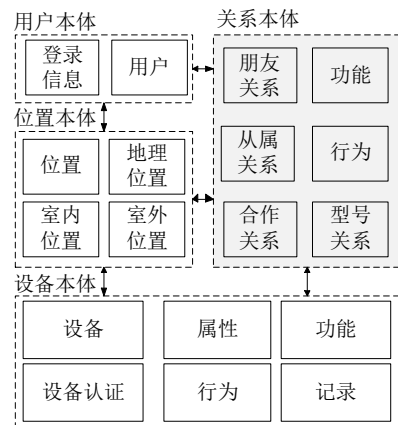 用户本体
登录
信息
用户
位置本体
位置
地理
位置
室内
位置
室外
位置
关系本体
朋友
关系
功能
从属
关系
行为
合作
关系
型号
关系
设备本体
设备
属性
功能
设备认证
行为
记录